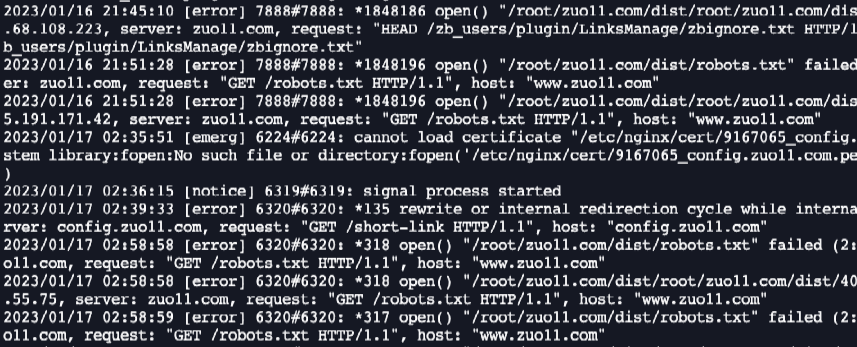 2023/01/16 21:45:10 [error] 7888#7888: *1848186 open() "/root/zuo11.com/dist/root/zuo11.com/dis
.68.108.223, server: zuo11.com, request: "HEAD /zb_users/plugin/LinksManage/zbignore.txt HTTP/1
b_users/plugin/LinksManage/zbignore.txt"
2023/01/16 21:51:28 [error] 7888#7888: *1848196 open() "/root/zuo11.com/dist/robots.txt" failed
er: zuo11.com, request: "GET /robots.txt HTTP/1.1", host: "www.zuo11.com"
2023/01/16 21:51:28 [error] 7888#7888: *1848196 open() "/root/zuo11.com/dist/root/zuo11.com/dis
5.191.171.42, server: zuo11.com, request: "GET /robots.txt HTTP/1.1", host: "www.zuo11.com"
2023/01/17 02:35:51 [emerg] 6224#6224: cannot load certificate "/etc/nginx/cert/9167065_config.
stem library:fopen:No such file or directory:fopen('/etc/nginx/cert/9167065_config.zuo11.com.pe
)
2023/01/17 02:36:15 [notice] 6319#6319: signal process started
2023/01/17 02:39:33 [error] 6320#6320: *135 rewrite or internal redirection cycle while interna
rver: config.zuo11.com, request: "GET /short-link HTTP/1.1", host: "config.zuo11.com"
2023/01/17 02:58:58 [error] 6320#6320: *318 open() "/root/zuo11.com/dist/robots.txt" failed (2:
o11.com, request: "GET /robots.txt HTTP/1.1", host: "www.zuo11.com"
2023/01/17 02:58:58 [error] 6320#6320: *318 open() "/root/zuo11.com/dist/root/zuo11.com/dist/40
.55.75, server: zuo11.com, request: "GET /robots.txt HTTP/1.1", host: "www.zuo11.com"
2023/01/17 02:58:59 [error] 6320#6320: *317 open() "/root/zuo11.com/dist/robots.txt" failed (2:
o11.com, request: "GET /robots.txt HTTP/1.1", host: "www.zuo11.com"